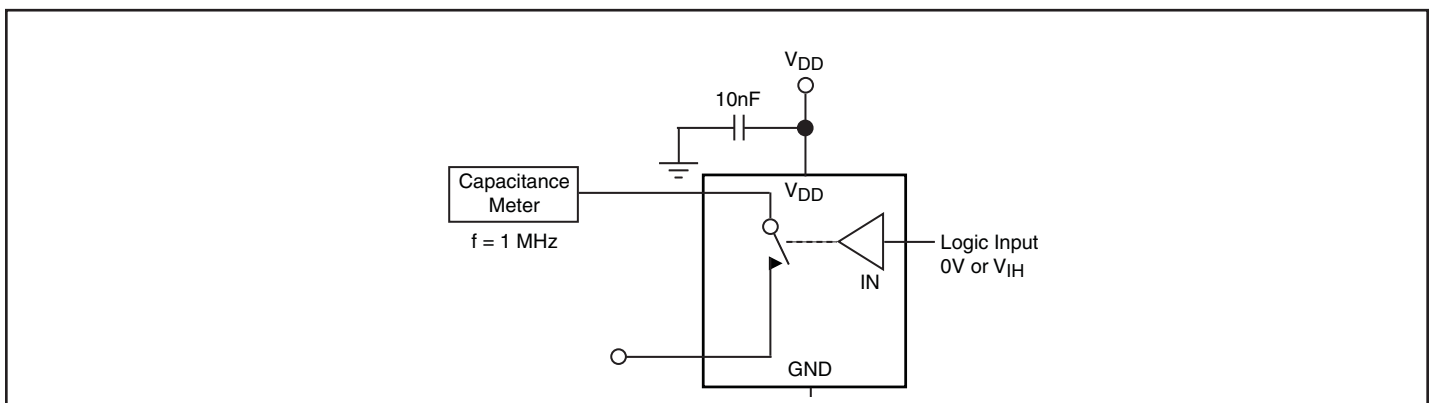 V_DD
10nF
Capacitance
Meter
f = 1 MHz
V_DD
Logic Input
0V or V_IH
IN
GND